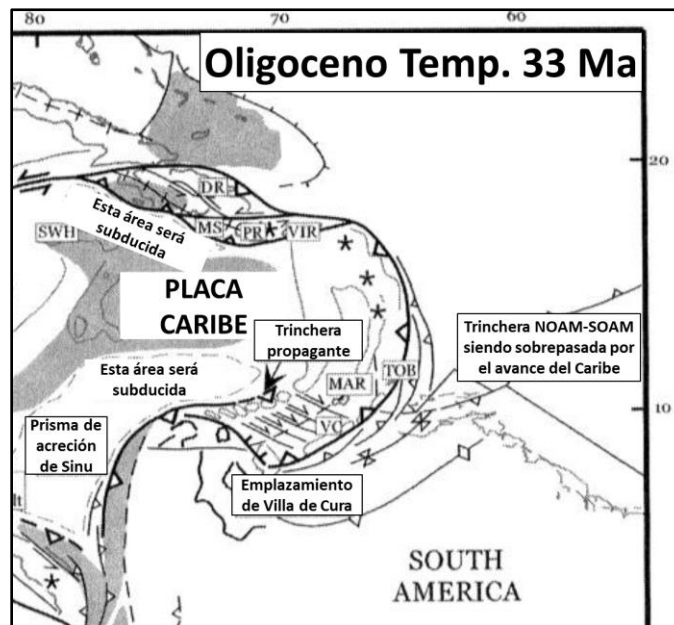 80
70
60
Oligoceno Temp. 33 Ma
20
DR
Esta área será
subducida
SWH
MS
PR
VIR
PLACA
CARIBE
Trinchera
propagante
Trinchera NOAM-SOAM
siendo sobrepasada por
el avance del Caribe
Esta área será
subducida
TOB
MAR
10
Prisma de
acreción
de Sinu
VC
Emplazamiento
de Villa de Cura
SOUTH
AMERICA